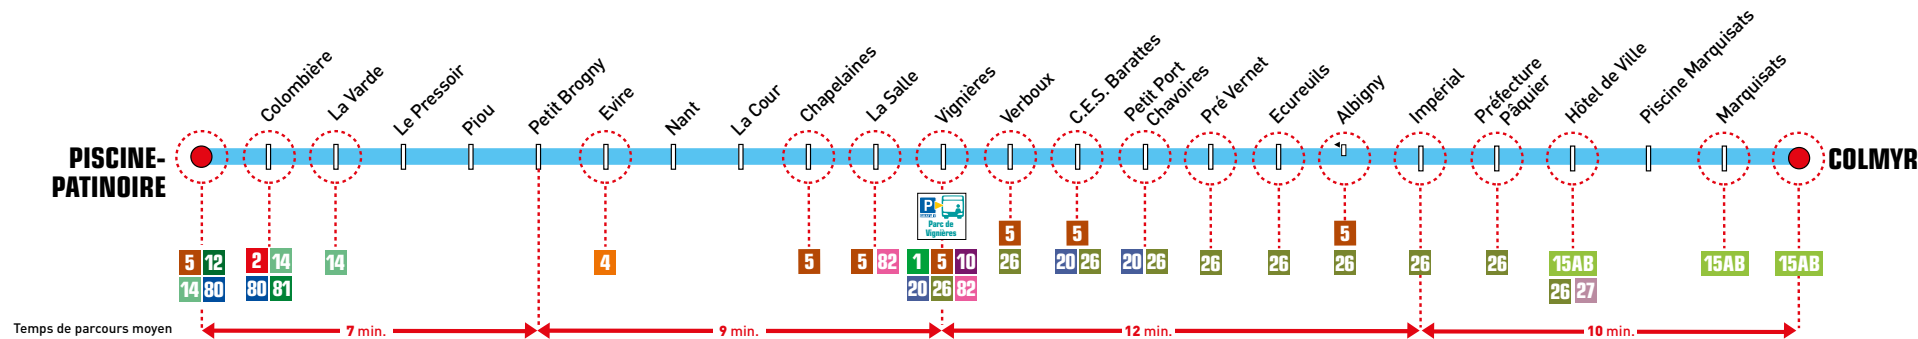 PISCINE-
PATINOIRE
Colombière
La Varde
Le Pressoir
Piou
Petit Brogny
Evire
Nant
La Cour
Chapelaines
La Salle
Vignières
Verboux
C.E.S. Barattes
Petit Port
Chavoires
Pré Vernet
Ecureuils
Albigny
Impérial
Préfecture
Pâquier
Hôtel de Ville
Piscine Marquisats
Marquisats
COLMYR
5 12
14 80
2 14
80 81
14
4
5
5 82
P
Parc de
Vignières
1 5 10
20 26 82
5
26
5
20 26
20 26
26
26
5
26
26
26
15AB
26 27
15AB
15AB
Temps de parcours moyen
7 min.
9 min.
12 min.
10 min.